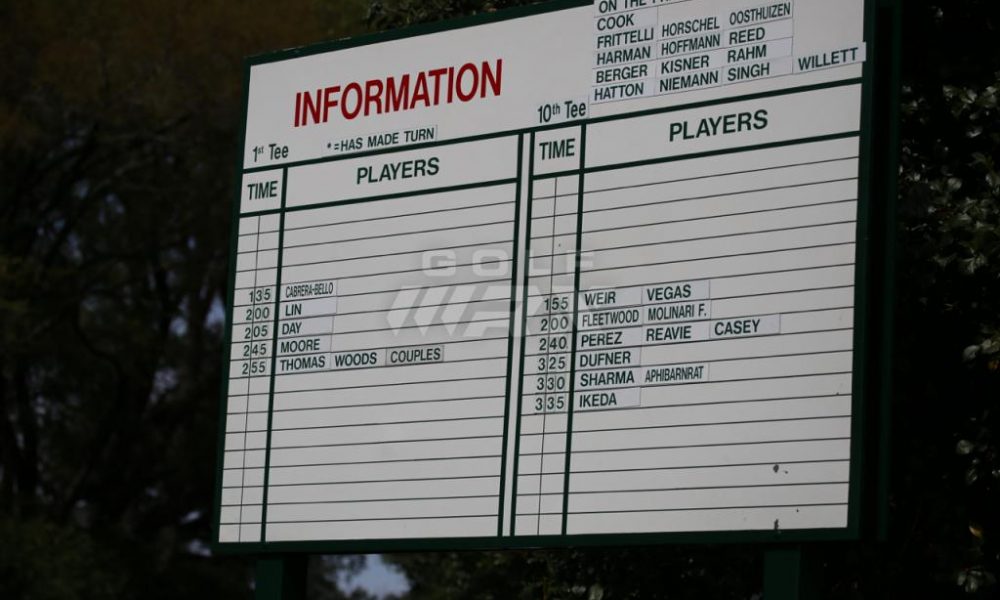 ON THE
COOK
FRITTELLI HORSCHEL OOSTHUIZEN
HARMAN HOFFMANN REED
BERGER KISNER RAHM
HATTON NIEMANN SINGH WILLETT
INFORMATION
1st Tee * = HAS MADE TURN
10th Tee
TIME PLAYERS
135 CABRERA-BELLO
200 LIN
205 DAY
245 MOORE
255 THOMAS WOODS COUPLES
TIME PLAYERS
155 WEIR VEGAS
200 FLEETWOOD MOLINARI F.
240 PEREZ REAVIE CASEY
325 DUFNER
330 SHARMA APHIBARNRAT
335 IKEDA
GOLF